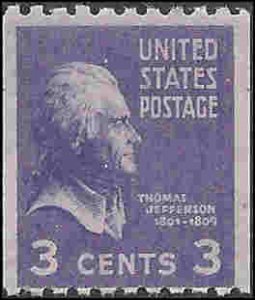 UNITED
STATES
POSTAGE
THOMAS
JEFFERSON
1801-1809
3 CENTS 3